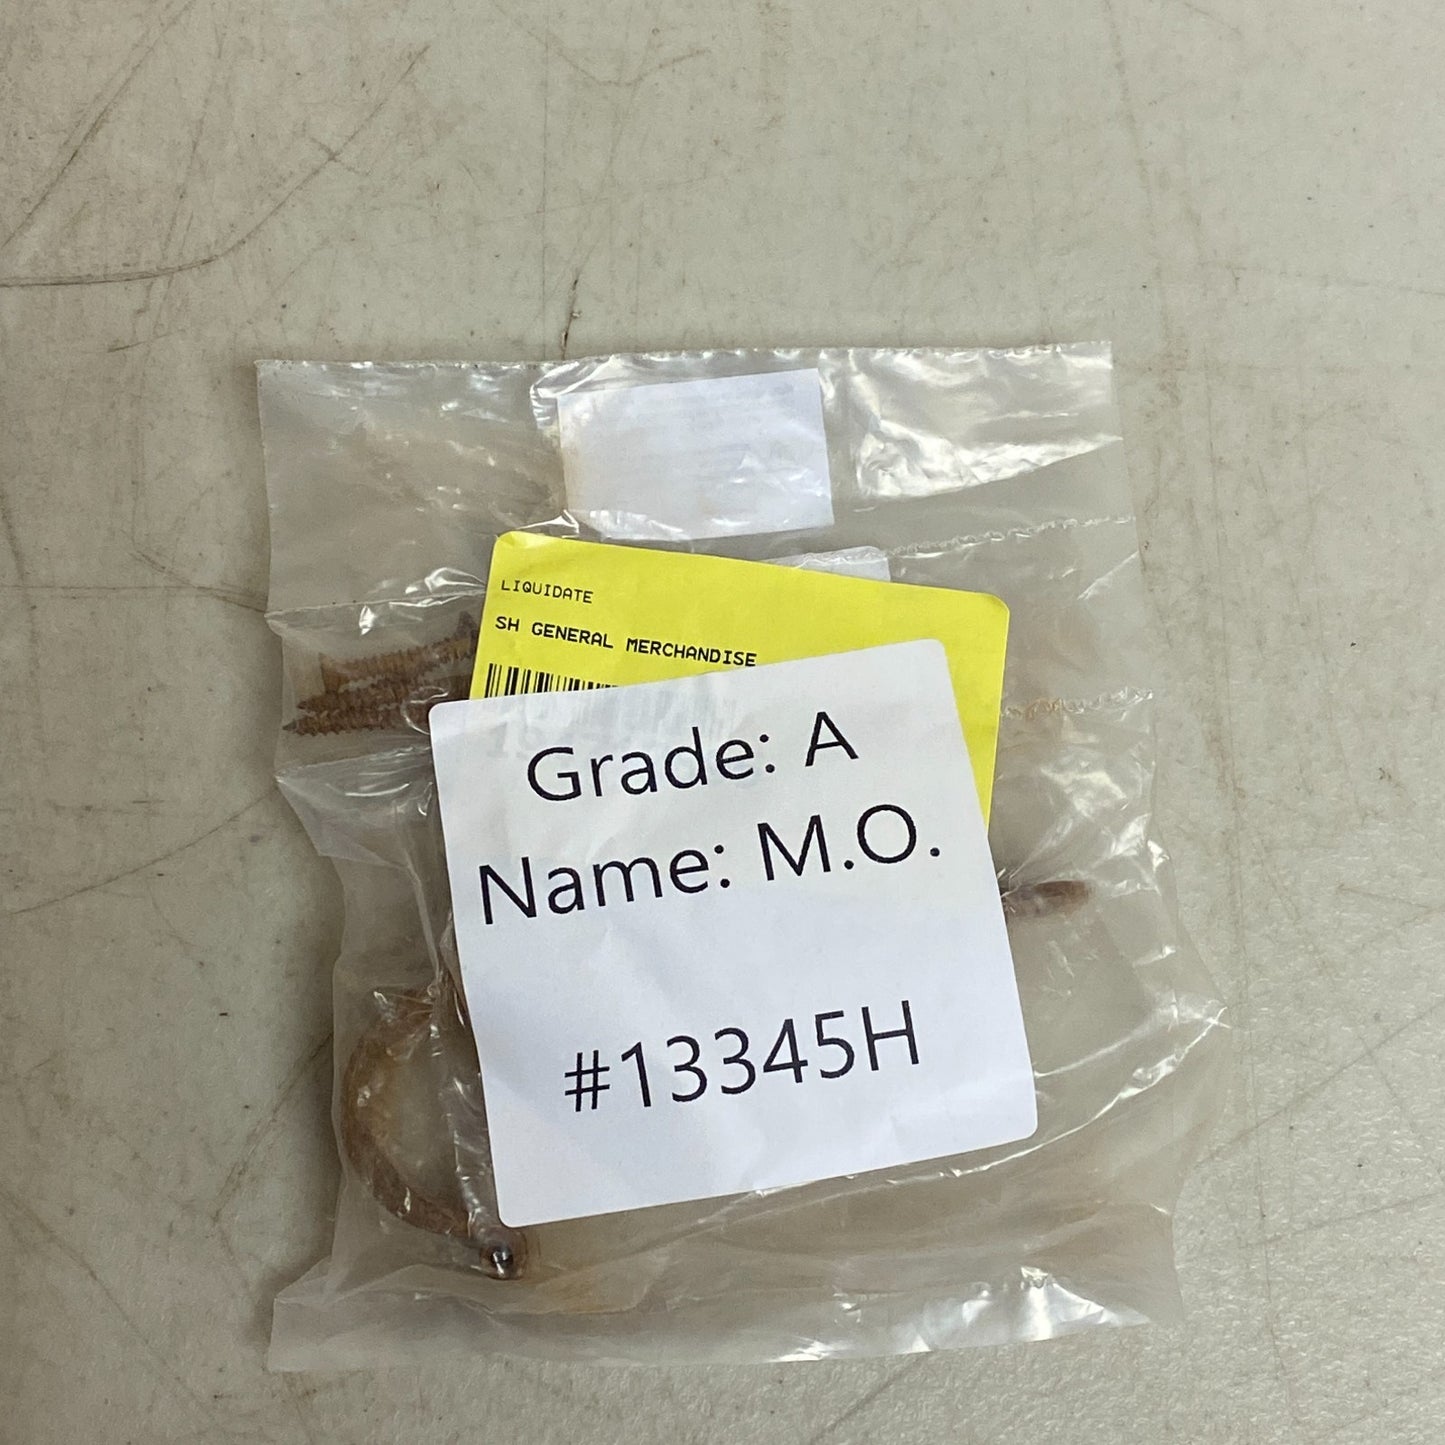 LIQUIDATE
SH GENERAL MERCHANDISE
Grade: A
Name: M.O.
#13345H